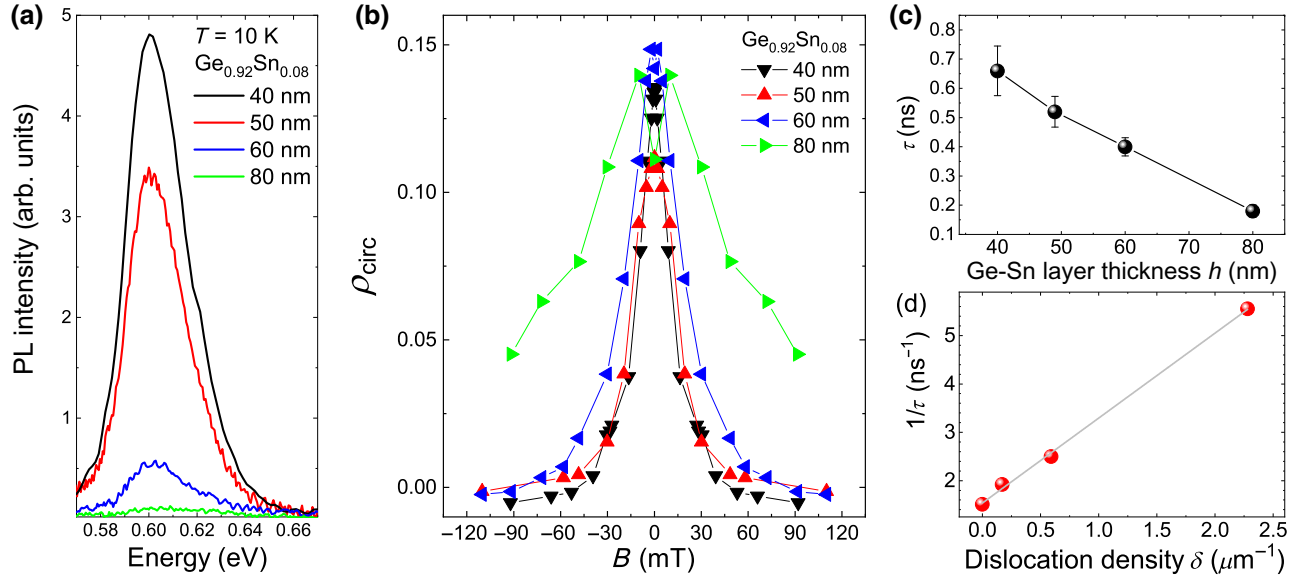 (a)
T = 10 K
Ge0.92Sn0.08
40 nm
50 nm
60 nm
80 nm
5
4
3
2
1
0.58 0.60 0.62 0.64 0.66
Energy (eV)
PL intensity (arb. units)
(b)
Ge0.92Sn0.08
40 nm
50 nm
60 nm
80 nm
0.15
0.10
0.05
0.00
−120 −90 −60 −30 0 30 60 90 120
B (mT)
ρcirc
(c)
0.8
0.7
0.6
0.5
0.4
0.3
0.2
0.1
40 50 60 70 80
Ge-Sn layer thickness h (nm)
τ (ns)
(d)
5
4
3
2
0.0 0.5 1.0 1.5 2.0 2.5
Dislocation density δ (μm⁻¹)
1/τ (ns⁻¹)